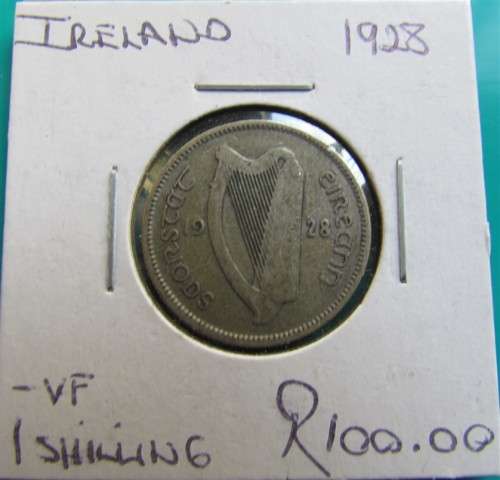 IRELAND 1928
SAORSTÁT 19 28 ÉIREANN
-VF
1 SHILLING R100.00